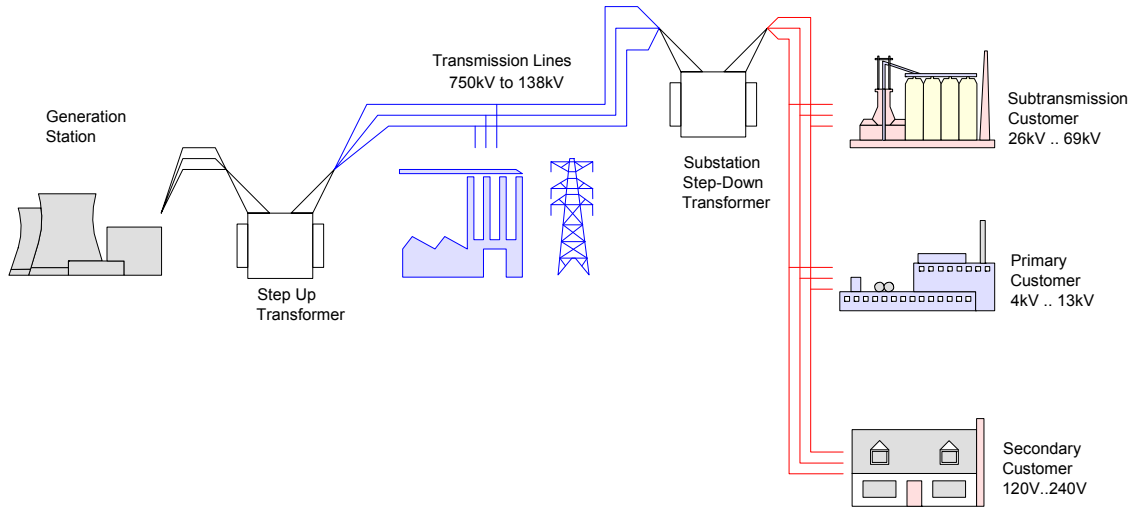 Generation
Station
Step Up
Transformer
Transmission Lines
750kV to 138kV
Substation
Step-Down
Transformer
Subtransmission
Customer
26kV .. 69kV
Primary
Customer
4kV .. 13kV
Secondary
Customer
120V..240V